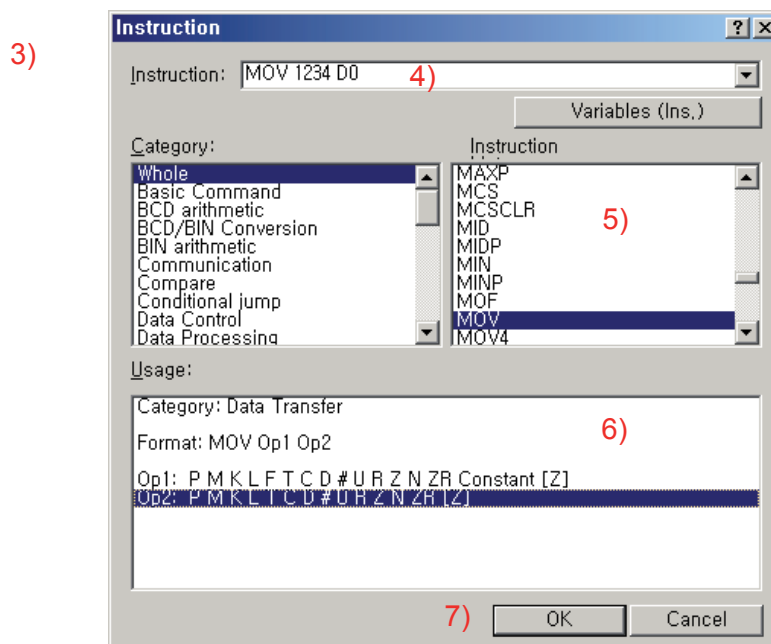 Instruction
3)
Instruction: MOV 1234 D0 4)
Variables (Ins,)
Category:
Whole
Basic Command
BCD arithmetic
BCD/BIN Conversion
BIN arithmetic
Communication
Compare
Conditional jump
Data Control
Data Processing
Instruction
MAXP
MCS
MCSCLR
MID
MIDP
MIN
MINP
MOF
MOV
MOV4
5)
Usage:
Category: Data Transfer
6)
Format: MOV Op1 Op2
Op1: P M K L F T C D # U R Z N ZR Constant [Z]
Op2: P M K L T C D # U R Z N ZR [Z]
7)
OK
Cancel